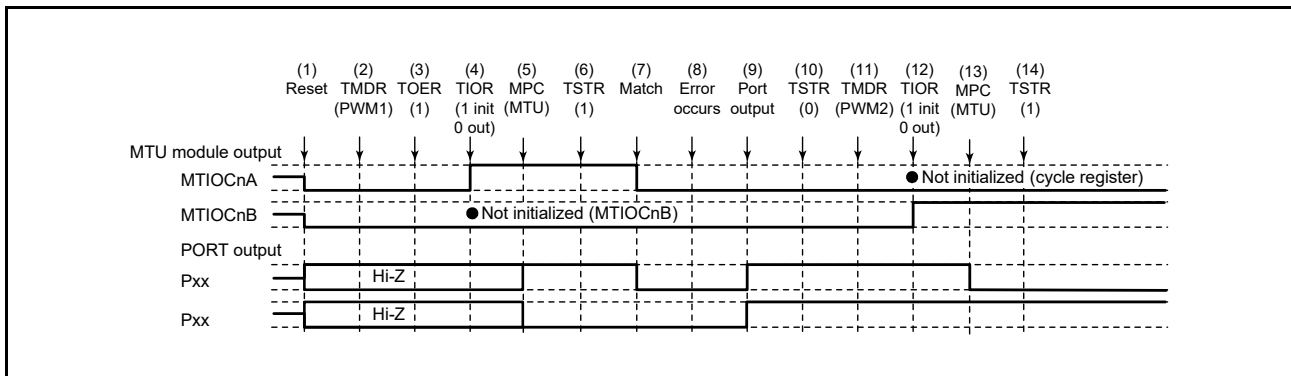 (1) (2) (3) (4) (5) (6) (7) (8) (9) (10) (11) (12) (13) (14)
Reset TMDR TOER TIOR MPC TSTR Match Error Port TSTR TMDR TIOR MPC TSTR
(PWM1) (1) (1 init (MTU) (1) occurs output (0) (PWM2) (1 init (MTU) (1)
0 out) 0 out)
MTU module output
MTIOCnA Not initialized (cycle register)
MTIOCnB Not initialized (MTIOCnB)
PORT output
Pxx Hi-Z
Pxx Hi-Z